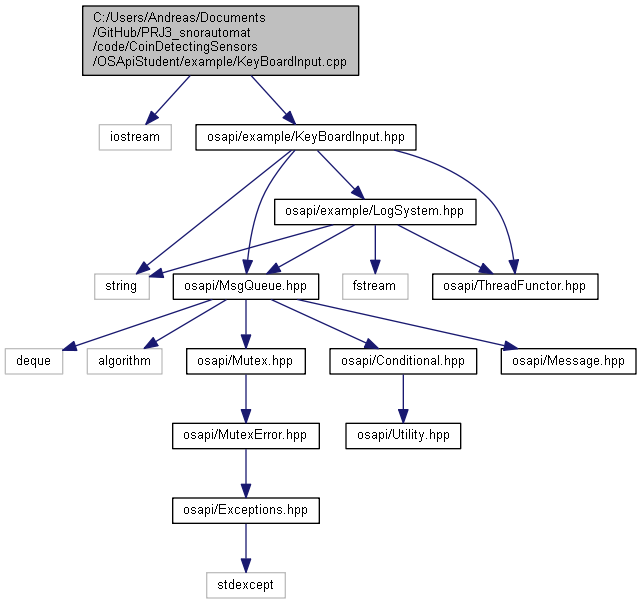 C:/Users/Andreas/Documents
/GitHub/PRJ3_snorautomat
/code/CoinDetectingSensors
/OSApiStudent/example/KeyBoardInput.cpp
iostream
osapi/example/KeyBoardInput.hpp
osapi/example/LogSystem.hpp
string
osapi/MsgQueue.hpp
fstream
osapi/ThreadFunctor.hpp
deque
algorithm
osapi/Mutex.hpp
osapi/Conditional.hpp
osapi/Message.hpp
osapi/MutexError.hpp
osapi/Utility.hpp
osapi/Exceptions.hpp
stdexcept